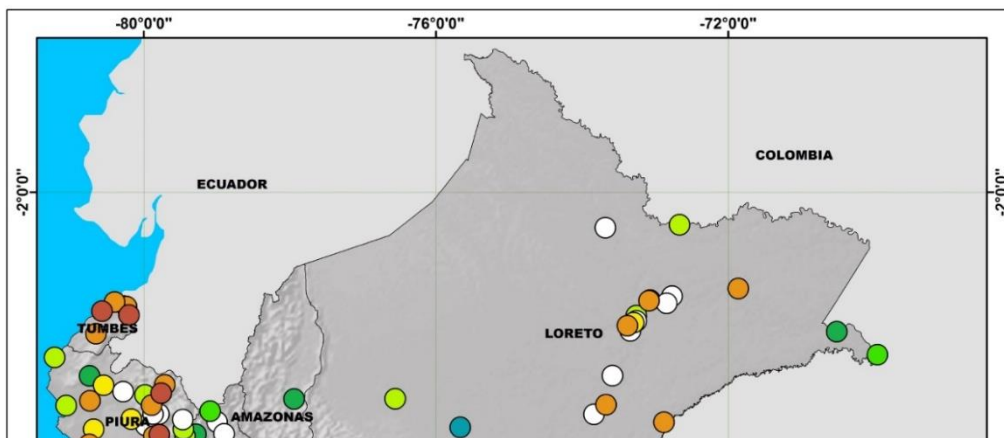 -80°0'0" -76°0'0" -72°0'0"
COLOMBIA
ECUADOR
-2°0'0" -2°0'0"
TUMBES
LORETO
AMAZONAS
PIURA